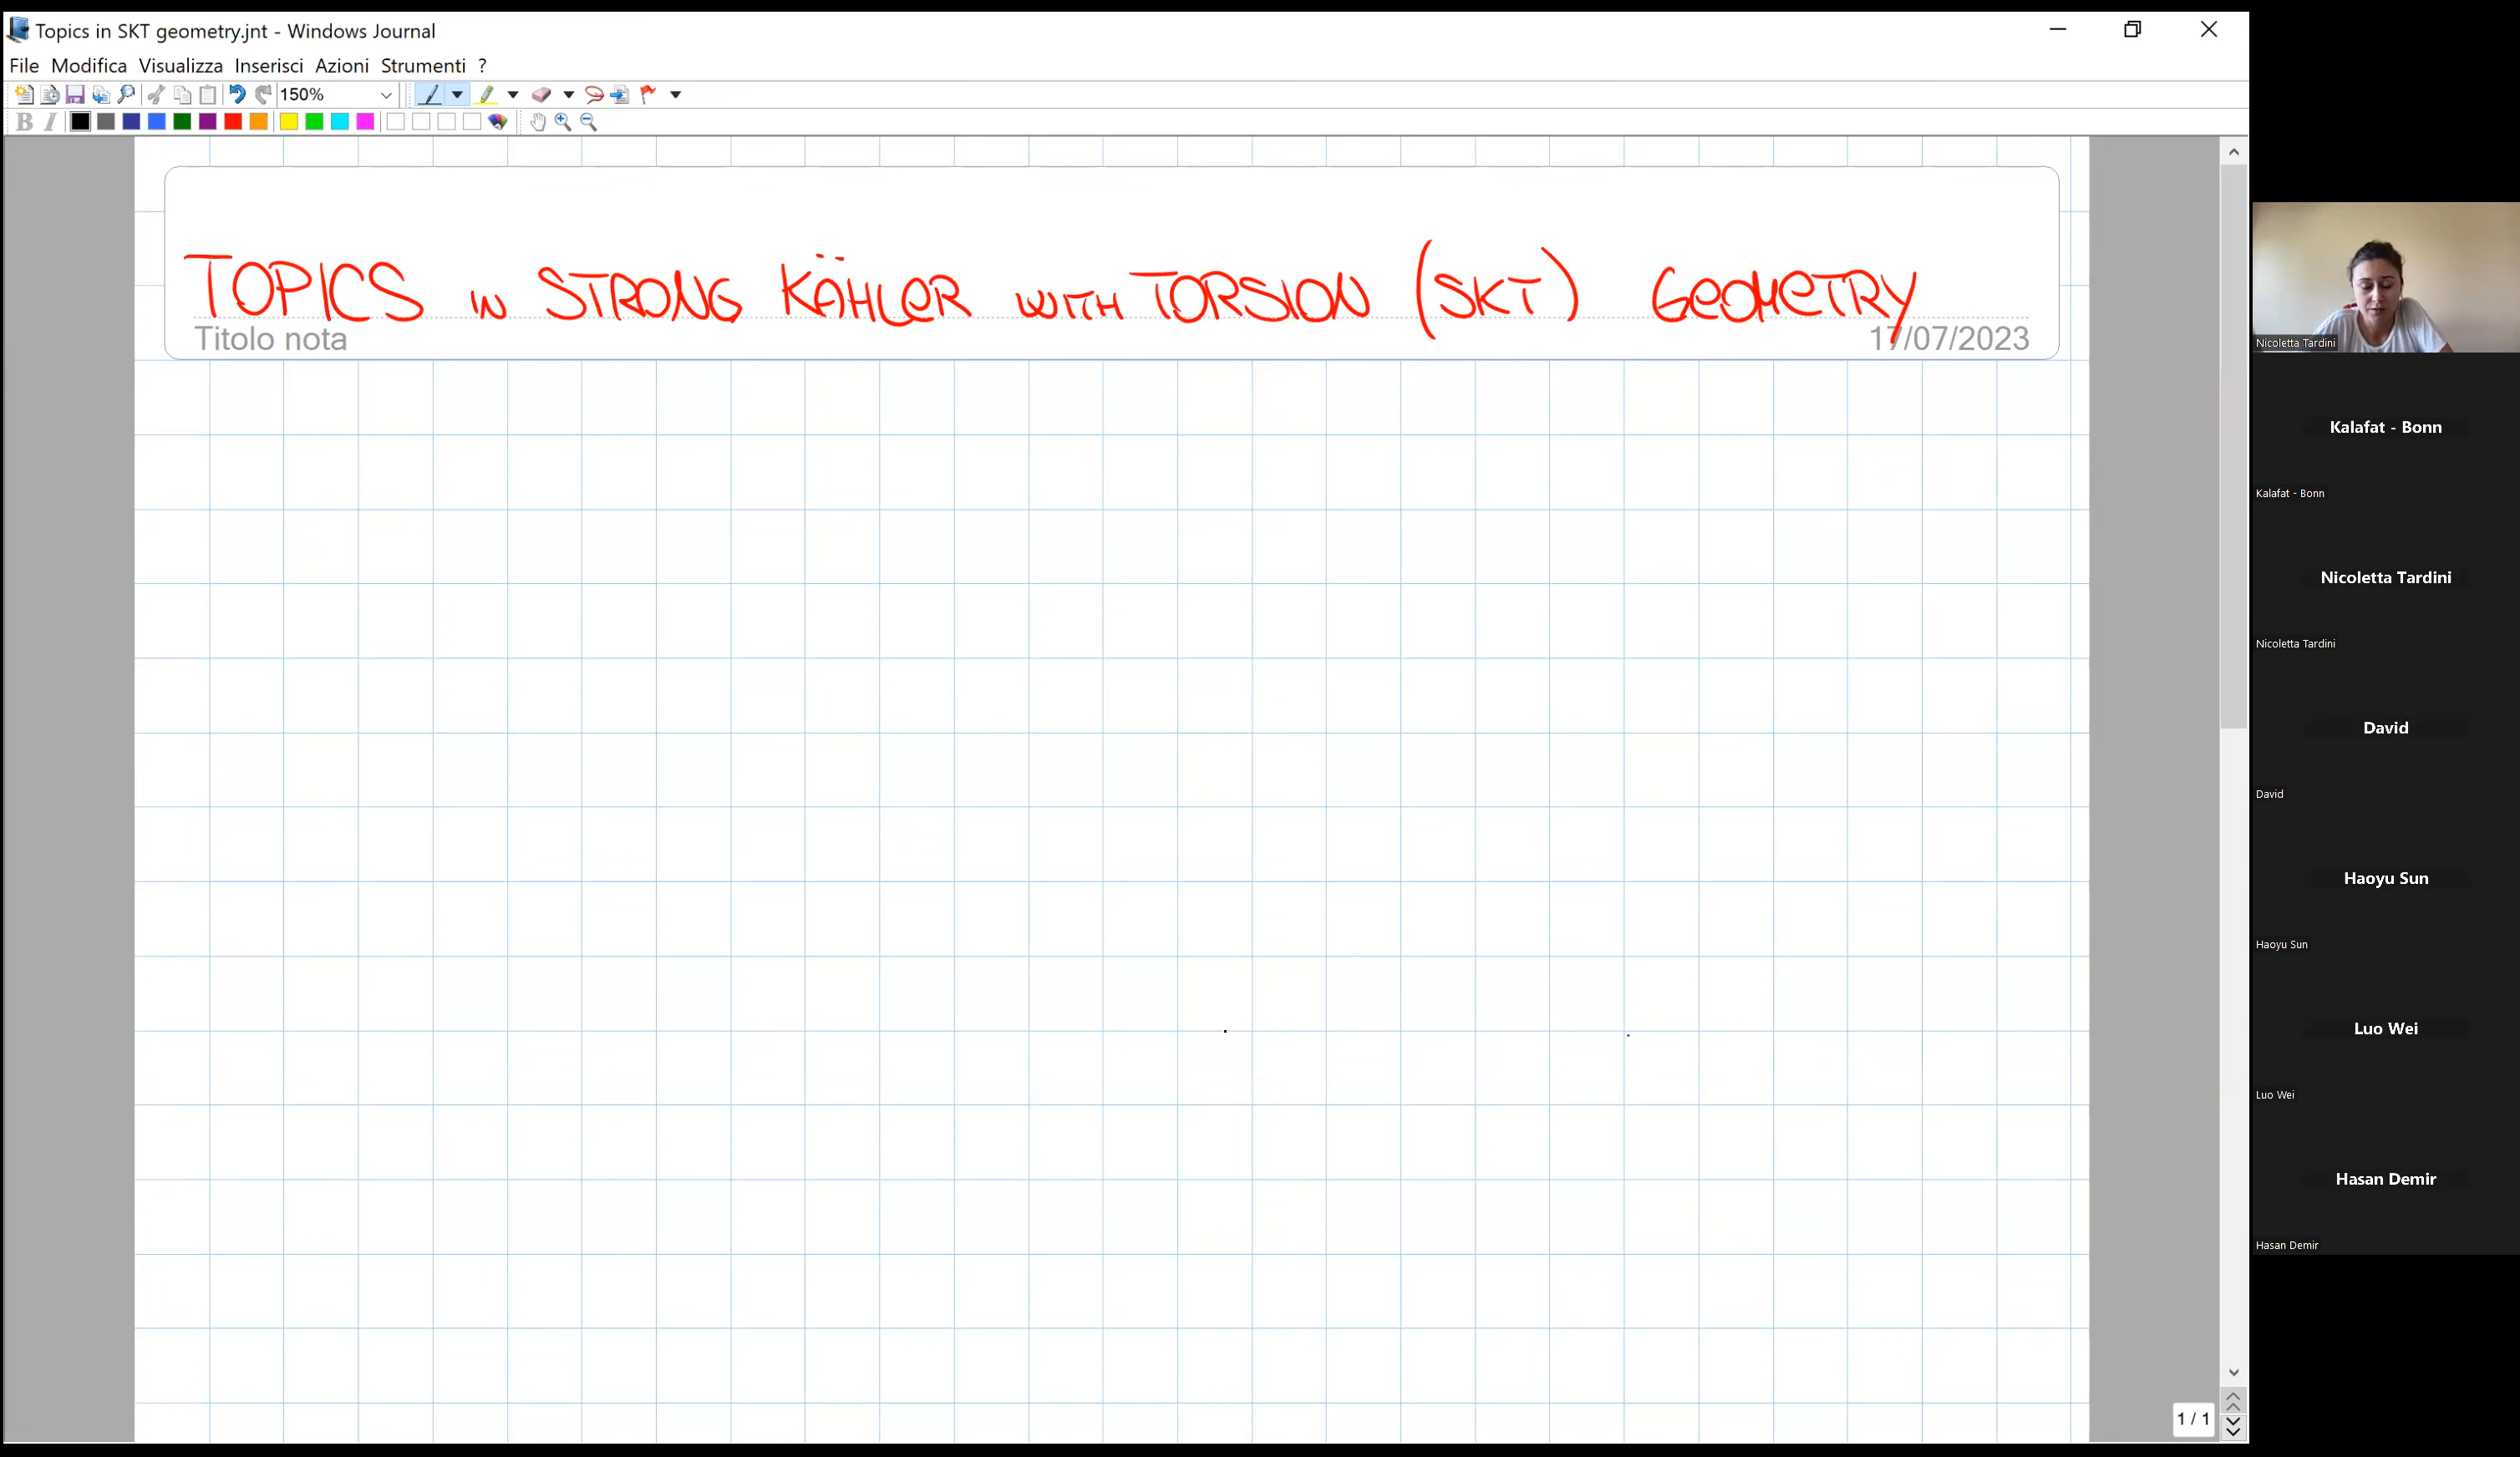 Topics in SKT geometry.jnt - Windows Journal
File Modifica Visualizza Inserisci Azioni Strumenti ?
150%
B I
TOPICS IN STRONG KÄHLER WITH TORSION (SKT) GEOMETRY
Titolo nota
17/07/2023
1 / 1
Nicoletta Tardini
Kalafat - Bonn
Kalafat - Bonn
Nicoletta Tardini
Nicoletta Tardini
David
David
Haoyu Sun
Haoyu Sun
Luo Wei
Luo Wei
Hasan Demir
Hasan Demir